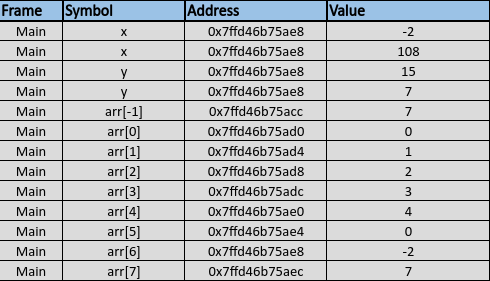 Frame Symbol Address Value
Main x 0x7ffd46b75ae8 -2
Main x 0x7ffd46b75ae8 108
Main y 0x7ffd46b75ae8 15
Main y 0x7ffd46b75ae8 7
Main arr[-1] 0x7ffd46b75acc 7
Main arr[0] 0x7ffd46b75ad0 0
Main arr[1] 0x7ffd46b75ad4 1
Main arr[2] 0x7ffd46b75ad8 2
Main arr[3] 0x7ffd46b75adc 3
Main arr[4] 0x7ffd46b75ae0 4
Main arr[5] 0x7ffd46b75ae4 0
Main arr[6] 0x7ffd46b75ae8 -2
Main arr[7] 0x7ffd46b75aec 7